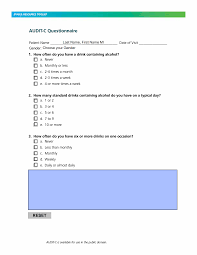 AUDIT-C Questionnaire
Patient Name Last Name, First Name MI Date of Visit
Gender: Choose your Gender
1. How often do you have a drink containing alcohol?
a. Never
b. Monthly or less
c. 2-4 times a month
d. 2-3 times a week
e. 4 or more times a week
2. How many standard drinks containing alcohol do you have on a typical day?
a. 1 or 2
b. 3 or 4
c. 5 or 6
d. 7 to 9
e. 10 or more
3. How often do you have six or more drinks on one occasion?
a. Never
b. Less than monthly
c. Monthly
d. Weekly
e. Daily or almost daily
RESET
AUDIT-C is available for use in the public domain.